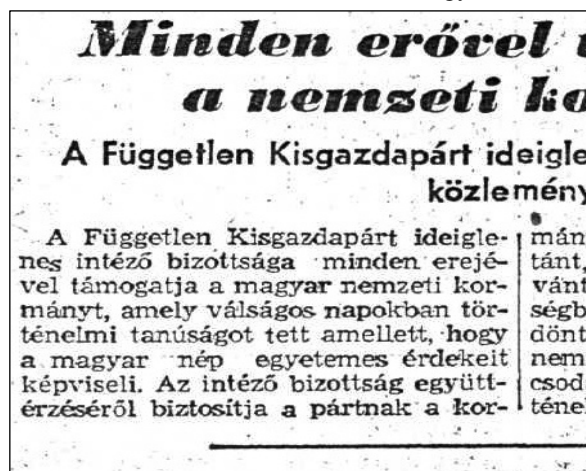 Minden erővel
a nemzeti
A Független Kisgazdapárt ideigle
közlemény
A Független Kisgazdapárt ideigle-
nes intéző bizottsága minden erejé-
vel támogatja a magyar nemzeti kor-
mányt, amely válságos napokban tör-
ténelmi tanúságot tett amellett, hogy
a magyar nép egyetemes érdekeit
képviseli. Az intéző bizottság együtt-
érzéséről biztosítja a pártnak a kor-
mán
tánt,
vánt
ségb
dönt
nem
csod
ténel